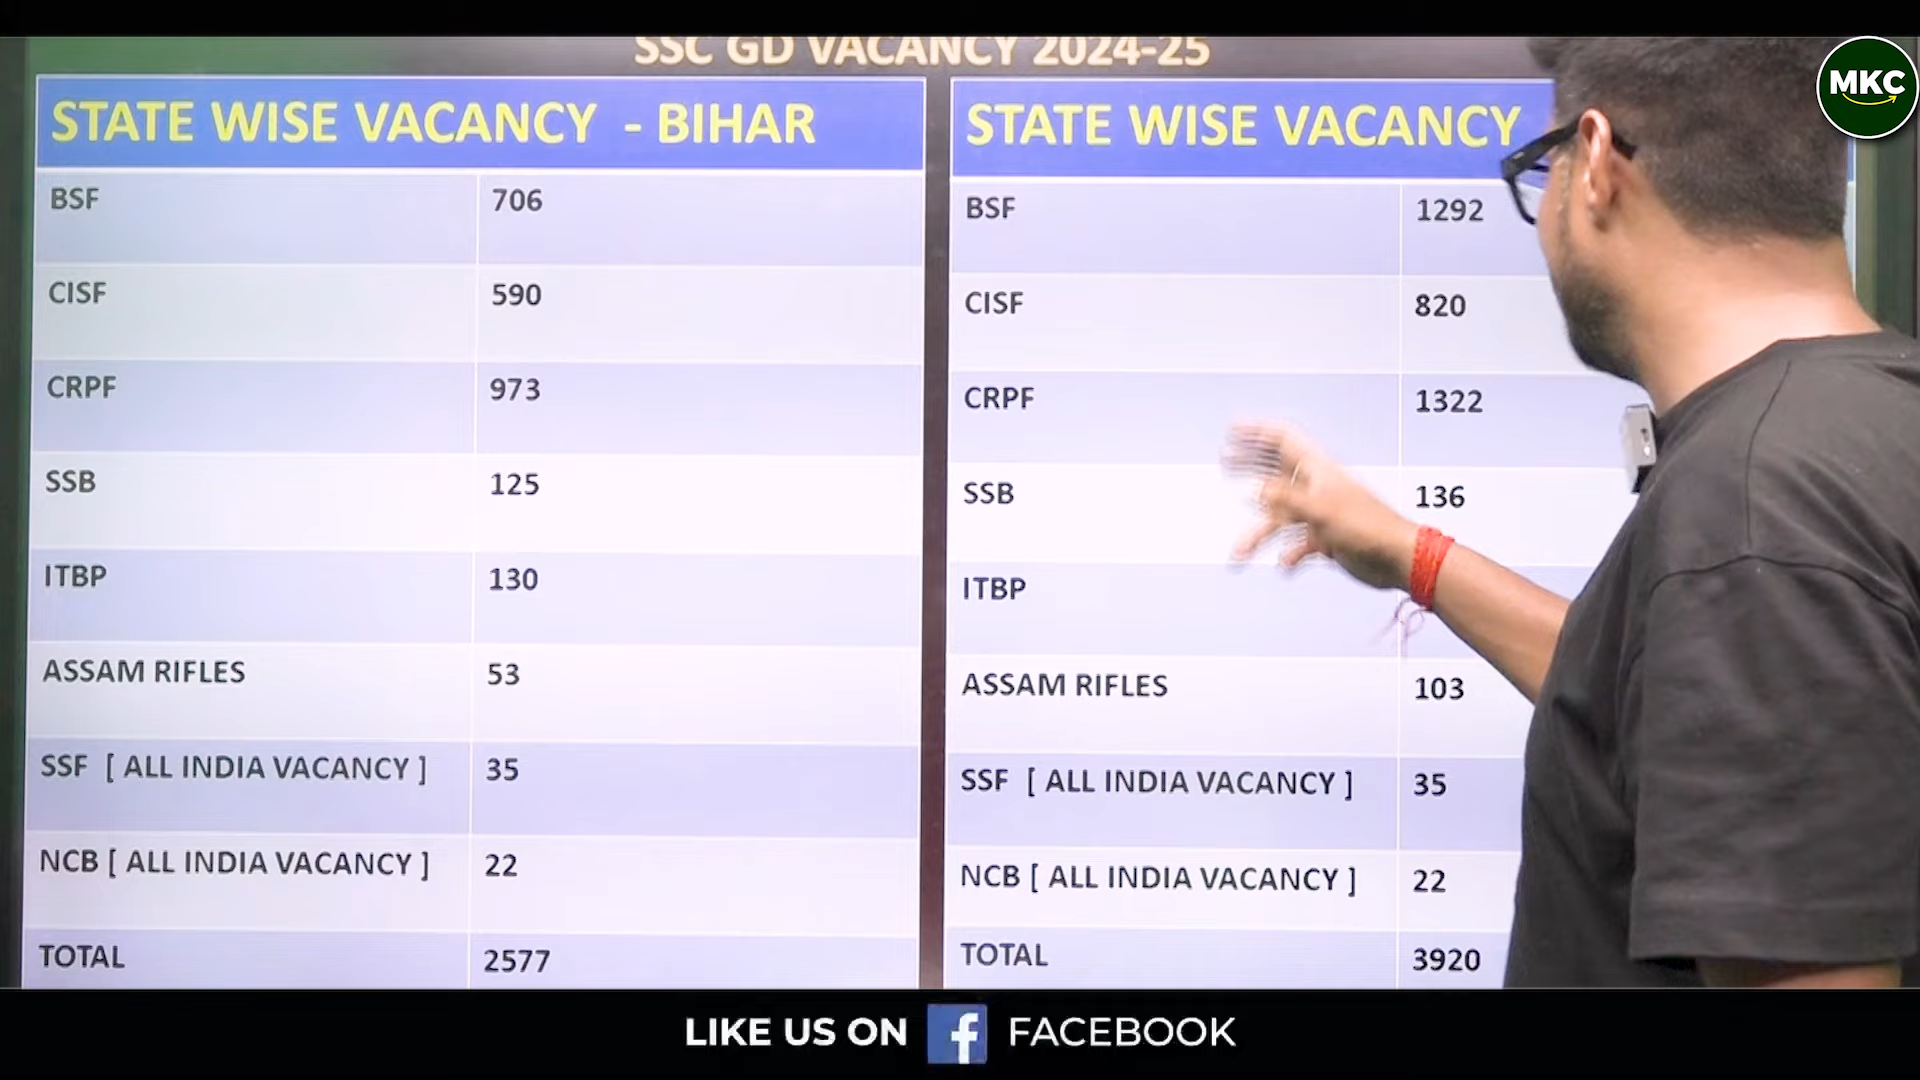 SSC GD VACANCY 2024-25
MKC
STATE WISE VACANCY - BIHAR
BSF 706
CISF 590
CRPF 973
SSB 125
ITBP 130
ASSAM RIFLES 53
SSF [ ALL INDIA VACANCY ] 35
NCB [ ALL INDIA VACANCY ] 22
TOTAL 2577
STATE WISE VACANCY
BSF 1292
CISF 820
CRPF 1322
SSB 136
ITBP
ASSAM RIFLES 103
SSF [ ALL INDIA VACANCY ] 35
NCB [ ALL INDIA VACANCY ] 22
TOTAL 3920
LIKE US ON f FACEBOOK